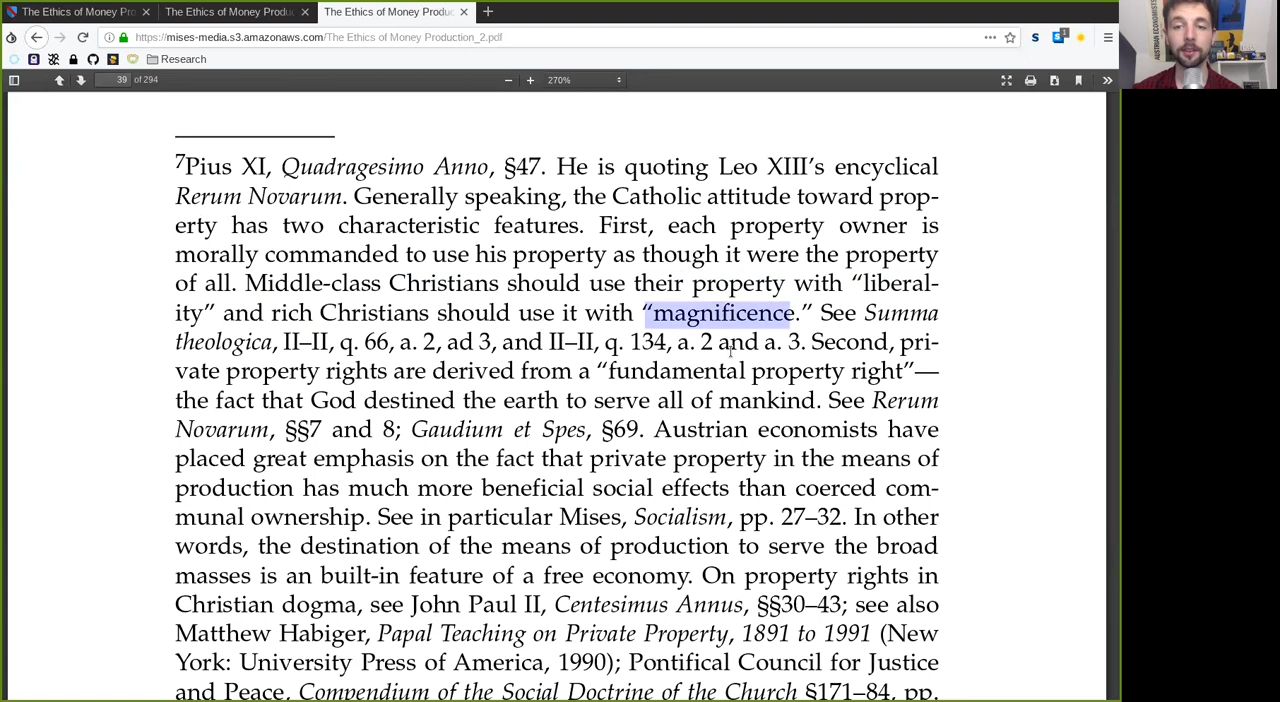 The Ethics of Money Pro
The Ethics of Money Produc
The Ethics of Money Produc
https://mises-media.s3.amazonaws.com/The Ethics of Money Production_2.pdf
Research
39 of 294
270%
AUSTRIAN ECONOMISTS
7Pius XI, Quadragesimo Anno, §47. He is quoting Leo XIII's encyclical
Rerum Novarum. Generally speaking, the Catholic attitude toward prop-
erty has two characteristic features. First, each property owner is
morally commanded to use his property as though it were the property
of all. Middle-class Christians should use their property with “liberal-
ity” and rich Christians should use it with “magnificence.” See Summa
theologica, II–II, q. 66, a. 2, ad 3, and II–II, q. 134, a. 2 and a. 3. Second, pri-
vate property rights are derived from a “fundamental property right”—
the fact that God destined the earth to serve all of mankind. See Rerum
Novarum, §§7 and 8; Gaudium et Spes, §69. Austrian economists have
placed great emphasis on the fact that private property in the means of
production has much more beneficial social effects than coerced com-
munal ownership. See in particular Mises, Socialism, pp. 27–32. In other
words, the destination of the means of production to serve the broad
masses is an built-in feature of a free economy. On property rights in
Christian dogma, see John Paul II, Centesimus Annus, §§30–43; see also
Matthew Habiger, Papal Teaching on Private Property, 1891 to 1991 (New
York: University Press of America, 1990); Pontifical Council for Justice
and Peace, Compendium of the Social Doctrine of the Church §171–84, pp.